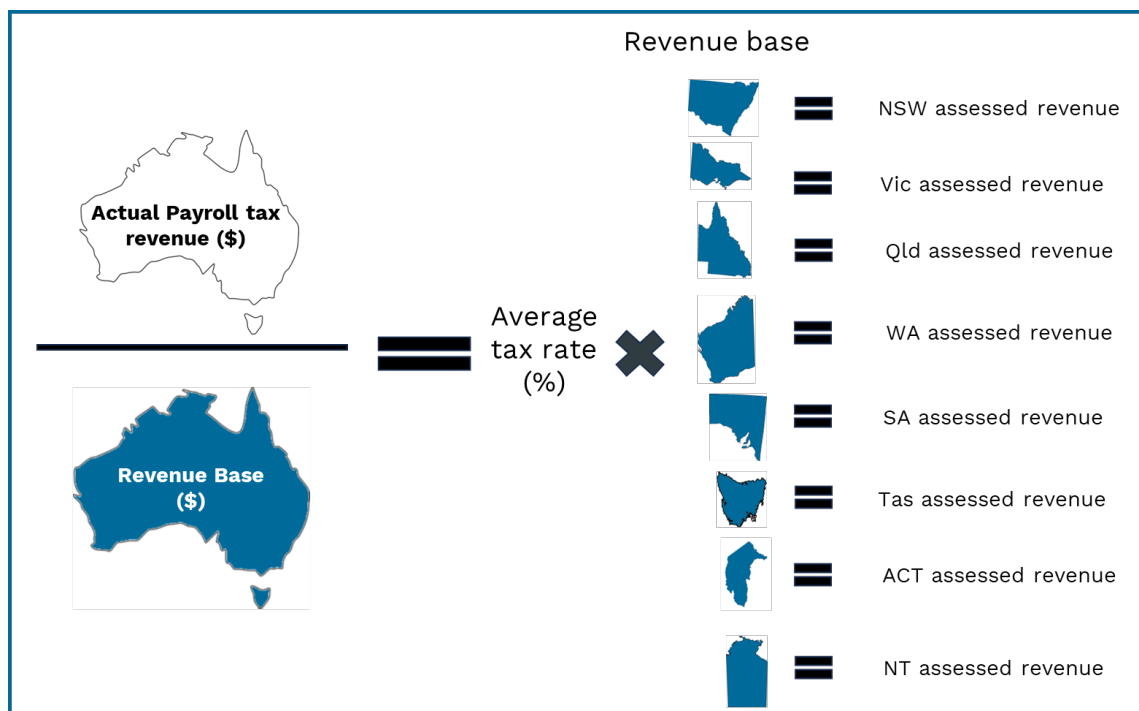 Revenue base
Actual Payroll tax
revenue ($)
Revenue Base
($)
Average
tax rate
(%)
NSW assessed revenue
Vic assessed revenue
Qld assessed revenue
WA assessed revenue
SA assessed revenue
Tas assessed revenue
ACT assessed revenue
NT assessed revenue